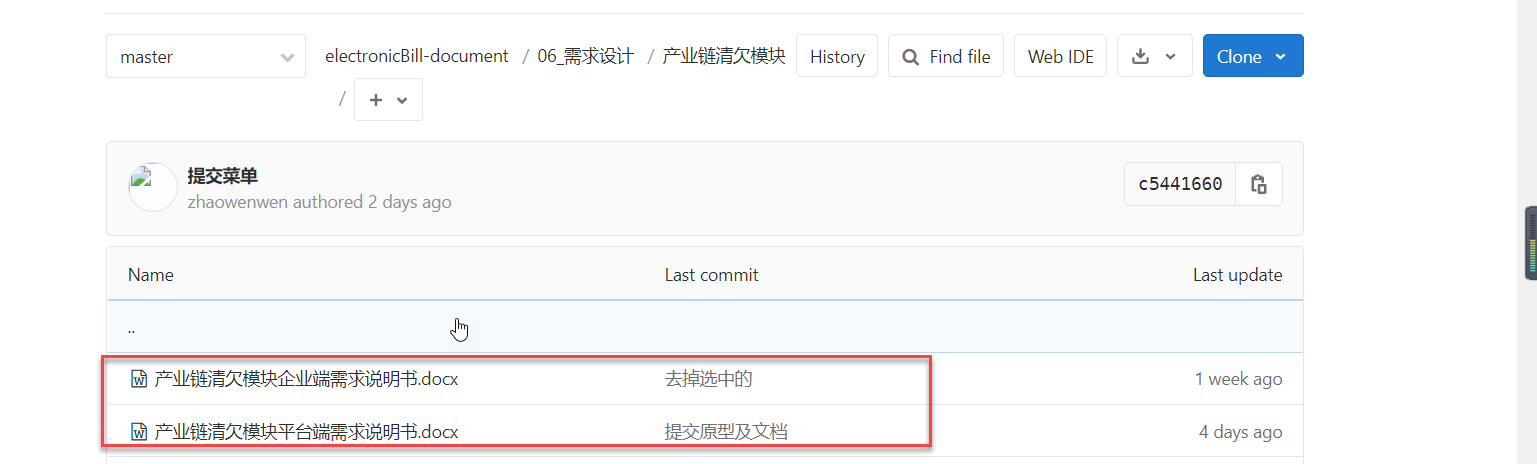 master
electronicBill-document / 06_需求设计 / 产业链清欠模块 History Find file Web IDE Clone
/ +
提交菜单
zhaowenwen authored 2 days ago
c5441660
Name Last commit Last update
..
产业链清欠模块企业端需求说明书.docx 去掉选中的 1 week ago
产业链清欠模块平台端需求说明书.docx 提交原型及文档 4 days ago